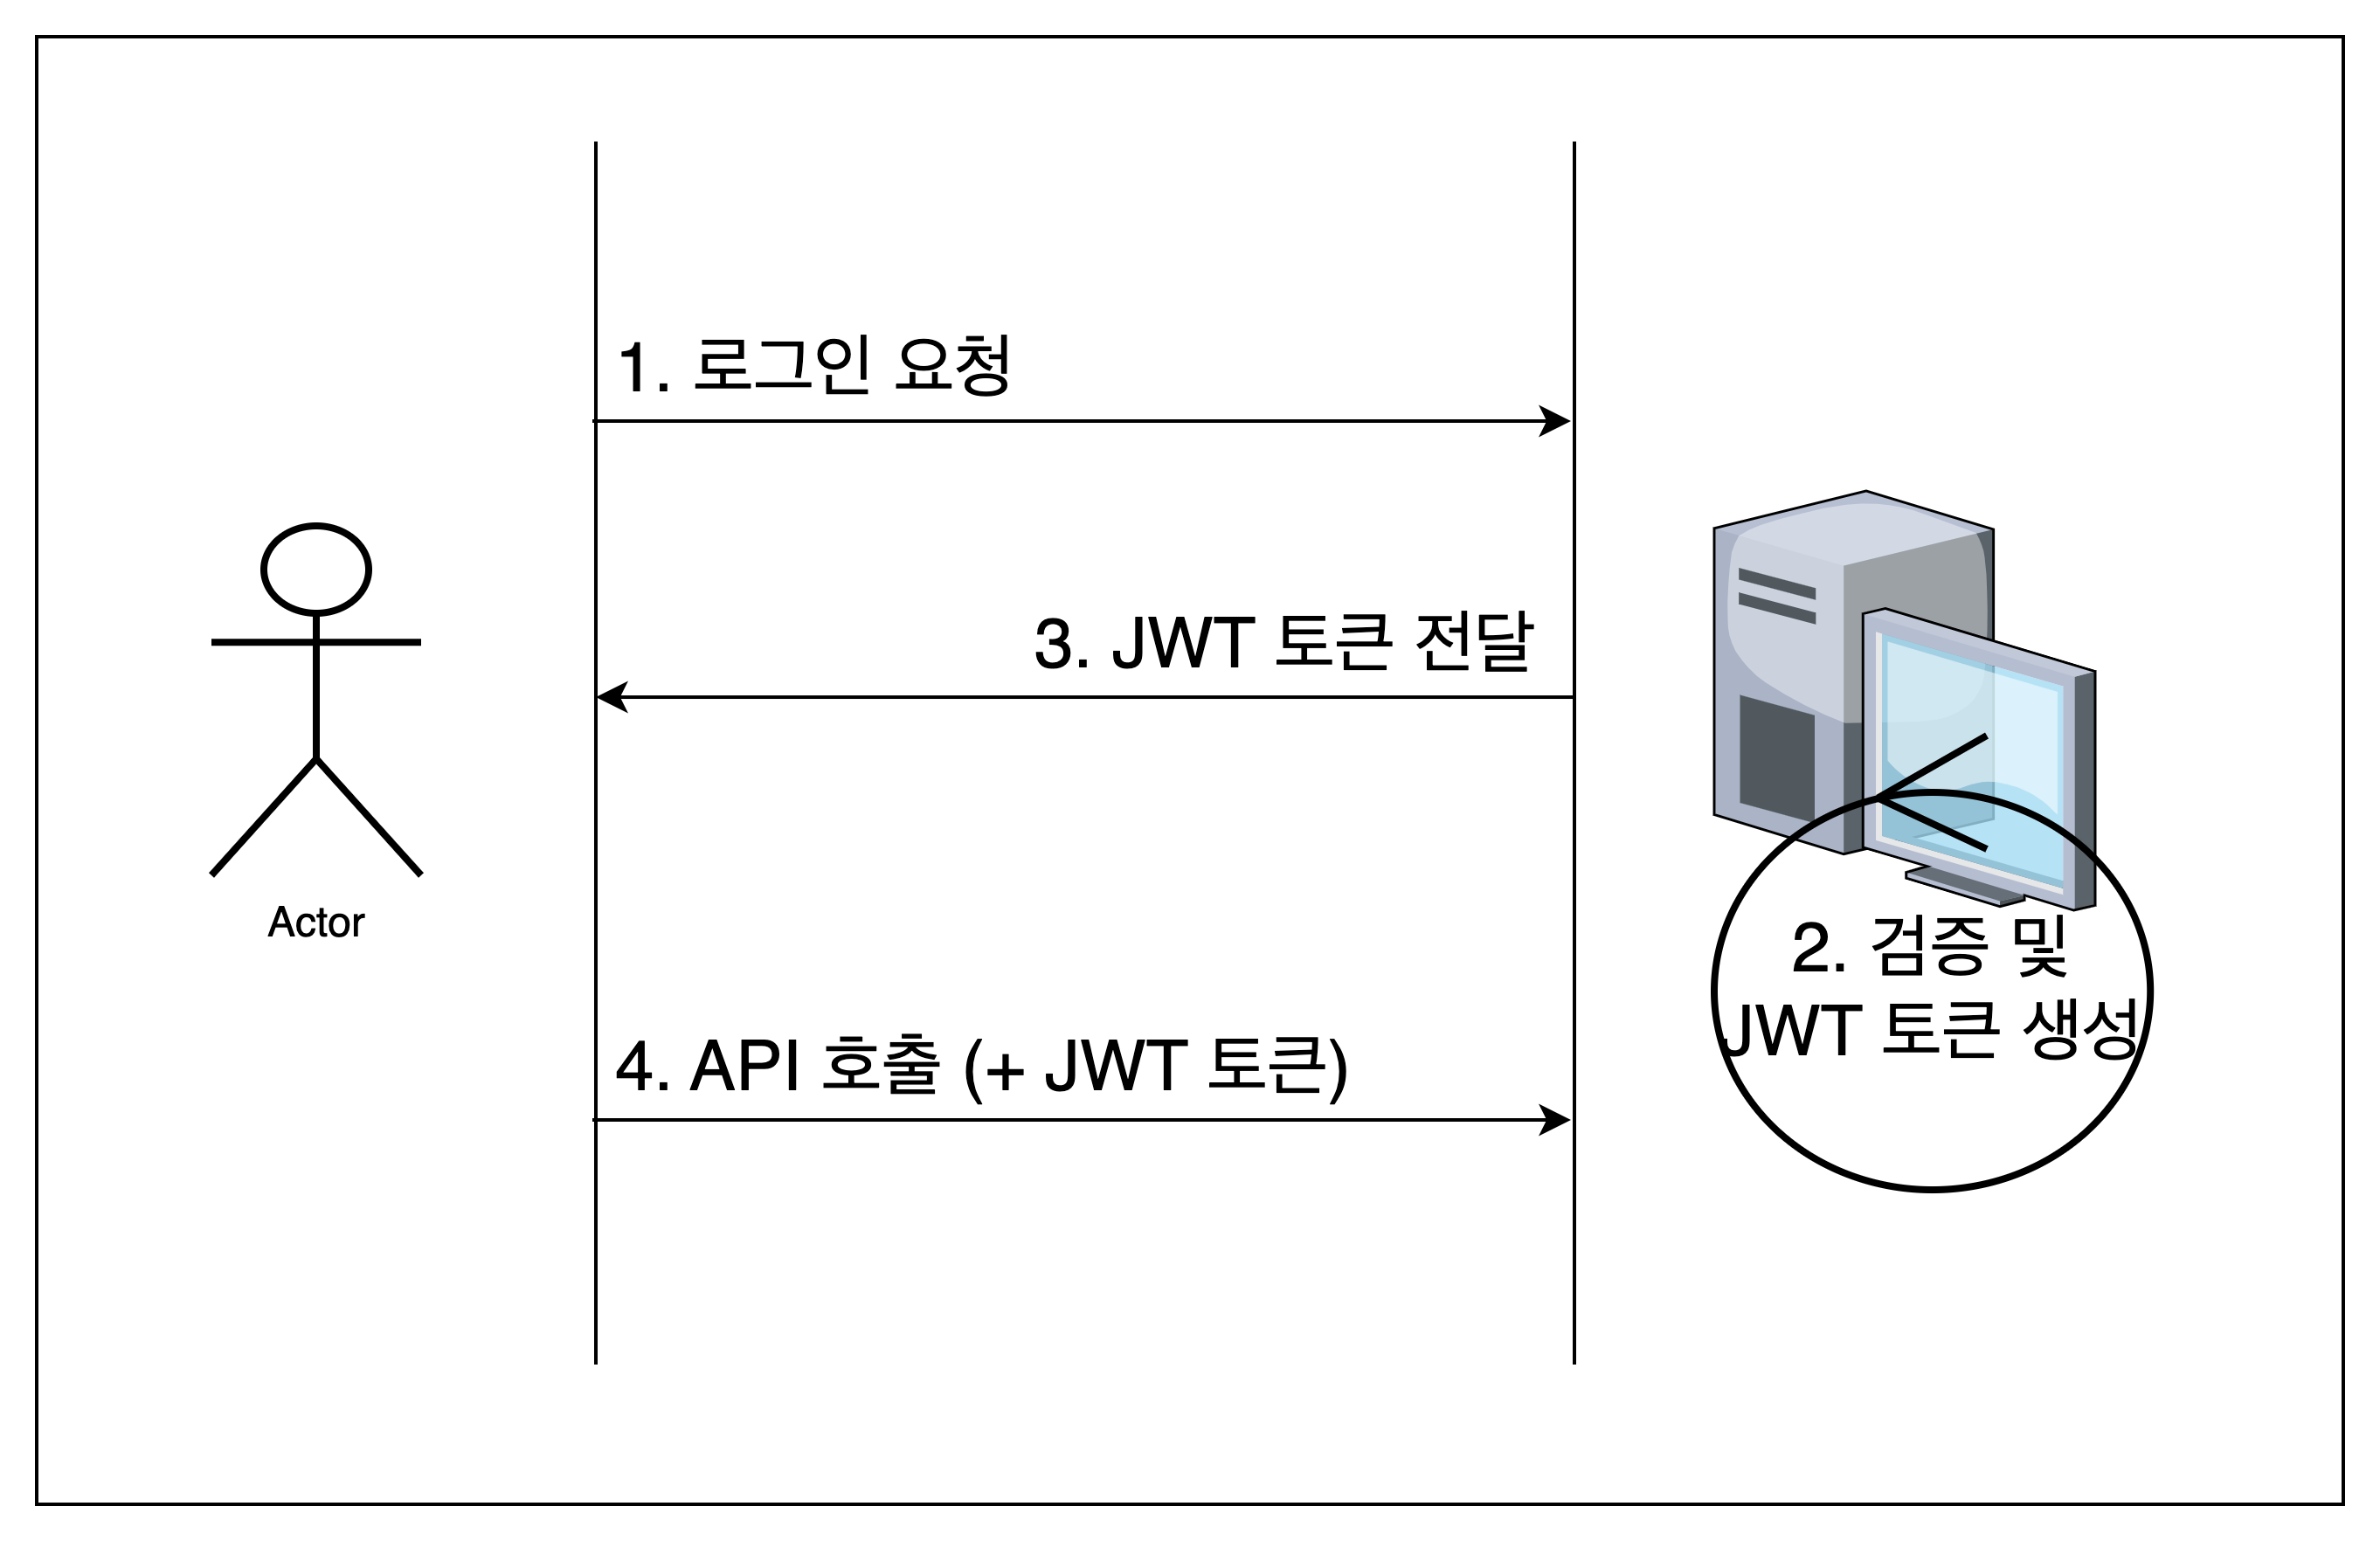 1. 로그인 요청
3. JWT 토큰 전달
Actor
2. 검증 및
JWT 토큰 생성
4. API 호출 (+ JWT 토큰)